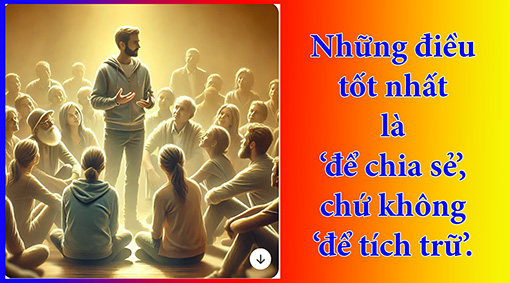 Những điều
tốt nhất
là
‘để chia sẻ’,
chứ không
‘để tích trữ’.